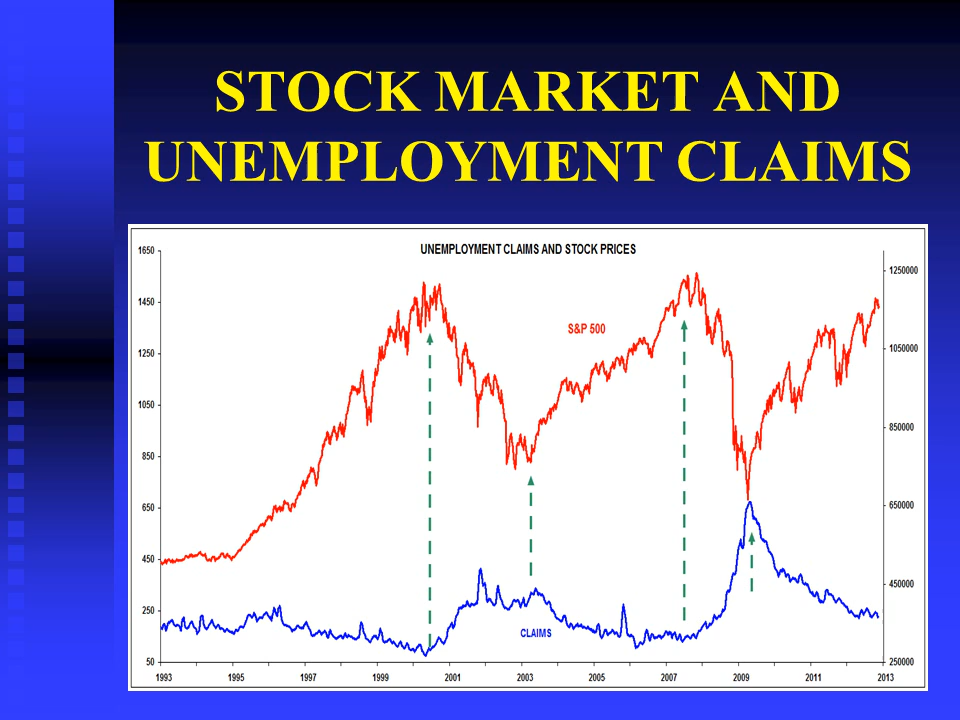 STOCK MARKET AND
UNEMPLOYMENT CLAIMS
UNEMPLOYMENT CLAIMS AND STOCK PRICES
1650
1450
1250
1050
850
650
450
250
50
1250000
1050000
850000
650000
450000
250000
S&P 500
CLAIMS
1993 1995 1997 1999 2001 2003 2005 2007 2009 2011 2013